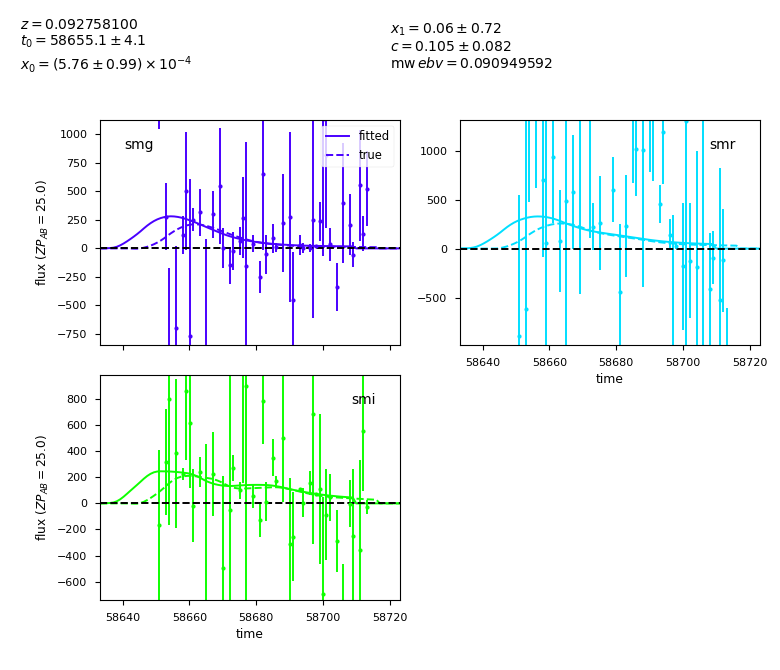 z = 0.092758100
t₀ = 58655.1 ± 4.1
x₀ = (5.76 ± 0.99) × 10⁻⁴
x₁ = 0.06 ± 0.72
c = 0.105 ± 0.082
mw ebv = 0.090949592
smg
fitted
true
1000
750
500
250
0
−250
−500
−750
flux (ZP_AB = 25.0)
smr
1000
500
0
−500
58640 58660 58680 58700 58720
time
smi
800
600
400
200
0
−200
−400
−600
flux (ZP_AB = 25.0)
58640 58660 58680 58700 58720
time